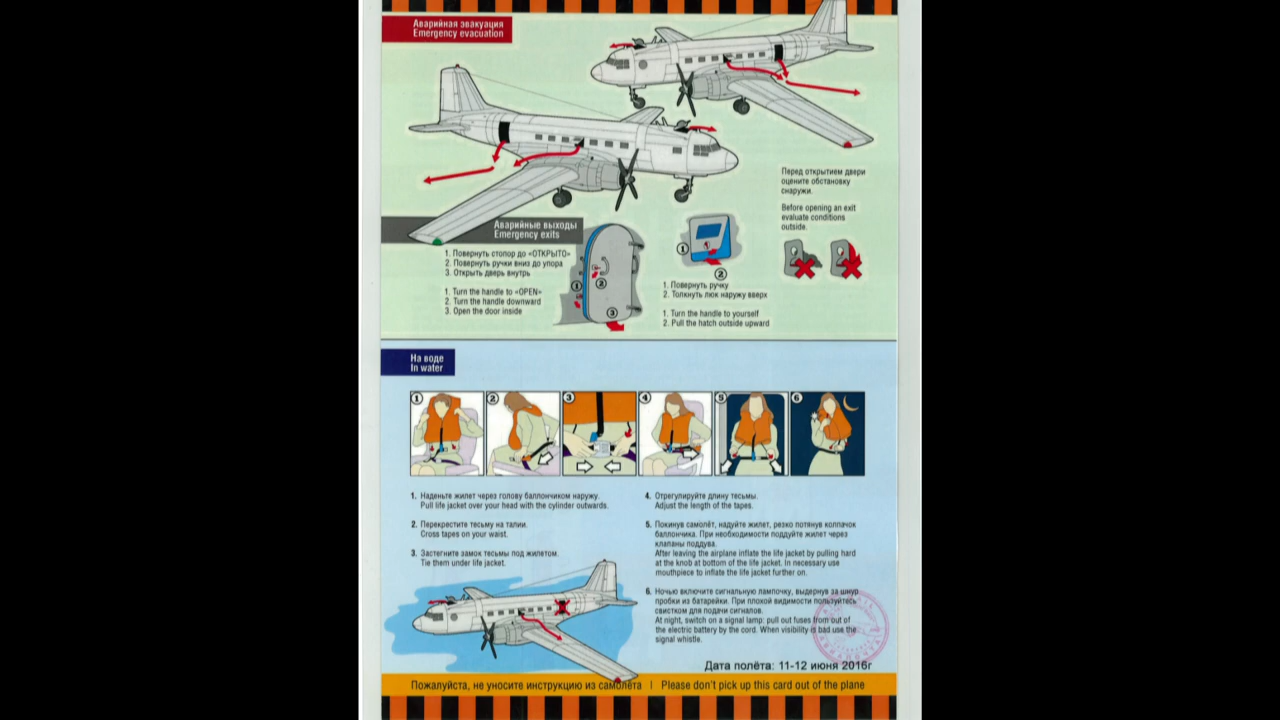 Аварийная эвакуация
Emergency evacuation
Перед открытием двери
оцените обстановку
снаружи.
Before opening an exit
evaluate conditions
outside.
Аварийные выходы
Emergency exits
1. Повернуть стопор до «ОТКРЫТО»
2. Повернуть ручки вниз до упора
3. Открыть дверь внутрь
1. Turn the handle to «OPEN»
2. Turn the handle downward
3. Open the door inside
1
2
3
1
2
1. Повернуть ручку
2. Толкнуть люк наружу вверх
1. Turn the handle to yourself
2. Pull the hatch outside upward
На воде
In water
1 2 3 4 5 6
1. Наденьте жилет через голову баллончиком наружу.
Pull life jacket over your head with the cylinder outwards.
2. Перекрестите тесьму на талии.
Cross tapes on your waist.
3. Застегните замок тесьмы под жилетом.
Tie them under life jacket.
4. Отрегулируйте длину тесьмы.
Adjust the length of the tapes.
5. Покинув самолёт, надуйте жилет, резко потянув колпачок
баллончика. При необходимости поддуйте жилет через
клапаны поддува.
After leaving the airplane inflate the life jacket by pulling hard
at the knob at bottom of the life jacket. In necessary use
mouthpiece to inflate the life jacket further on.
6. Ночью включите сигнальную лампочку, выдернув за шнур
пробки из батарейки. При плохой видимости пользуйтесь
свистком для подачи сигналов.
At night, switch on a signal lamp: pull out fuses from out of
the electric battery by the cord. When visibility is bad use the
signal whistle.
Дата полёта: 11-12 июня 2016г
Пожалуйста, не уносите инструкцию из самолёта | Please don't pick up this card out of the plane